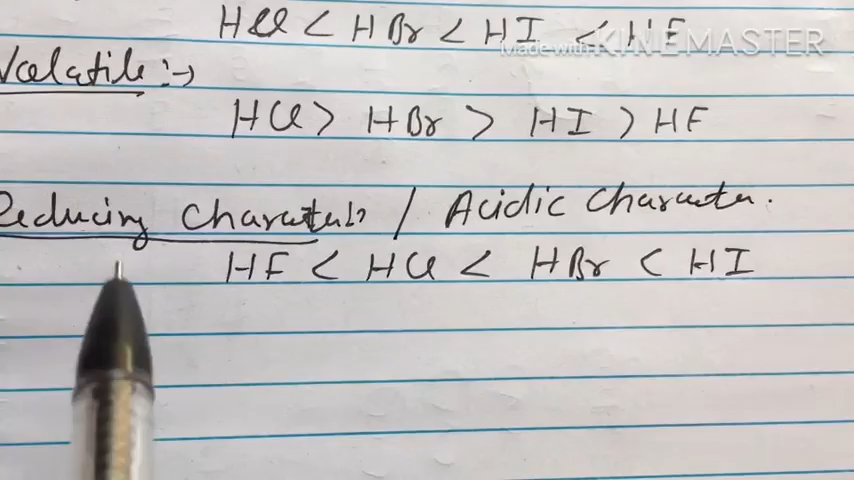 HCl < HBr < HI < HF
Made with KINEMASTER
Volatile :→
HCl > HBr > HI > HF
Reducing Character / Acidic Character.
HF < HCl < HBr < HI